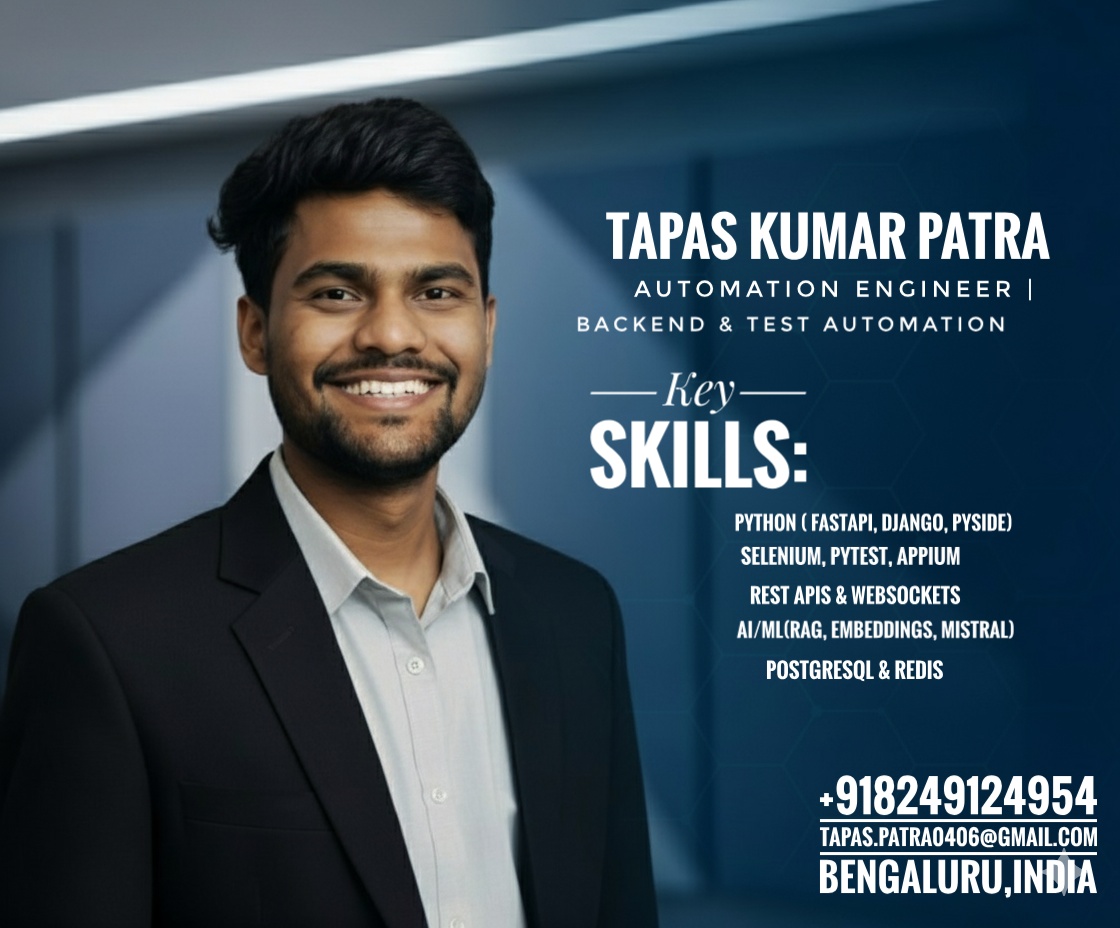 TAPAS KUMAR PATRA
AUTOMATION ENGINEER |
BACKEND & TEST AUTOMATION
Key
SKILLS:
PYTHON ( FASTAPI, DJANGO, PYSIDE)
SELENIUM, PYTEST, APPIUM
REST APIS & WEBSOCKETS
AI/ML(RAG, EMBEDDINGS, MISTRAL)
POSTGRESQL & REDIS
+918249124954
TAPAS.PATRA0406@GMAIL.COM
BENGALURU,INDIA